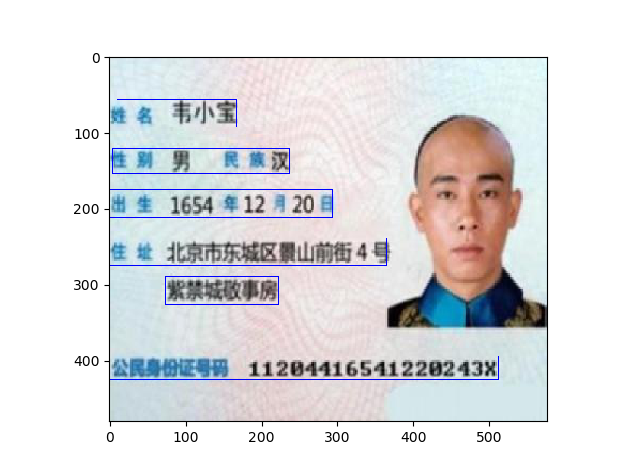 姓名 韦小宝
性别 男 民族 汉
出生 1654 年 12 月 20 日
住址 北京市东城区景山前街4号
紫禁城敬事房
公民身份证号码 11204416541220243X
0
100
200
300
400
0 100 200 300 400 500